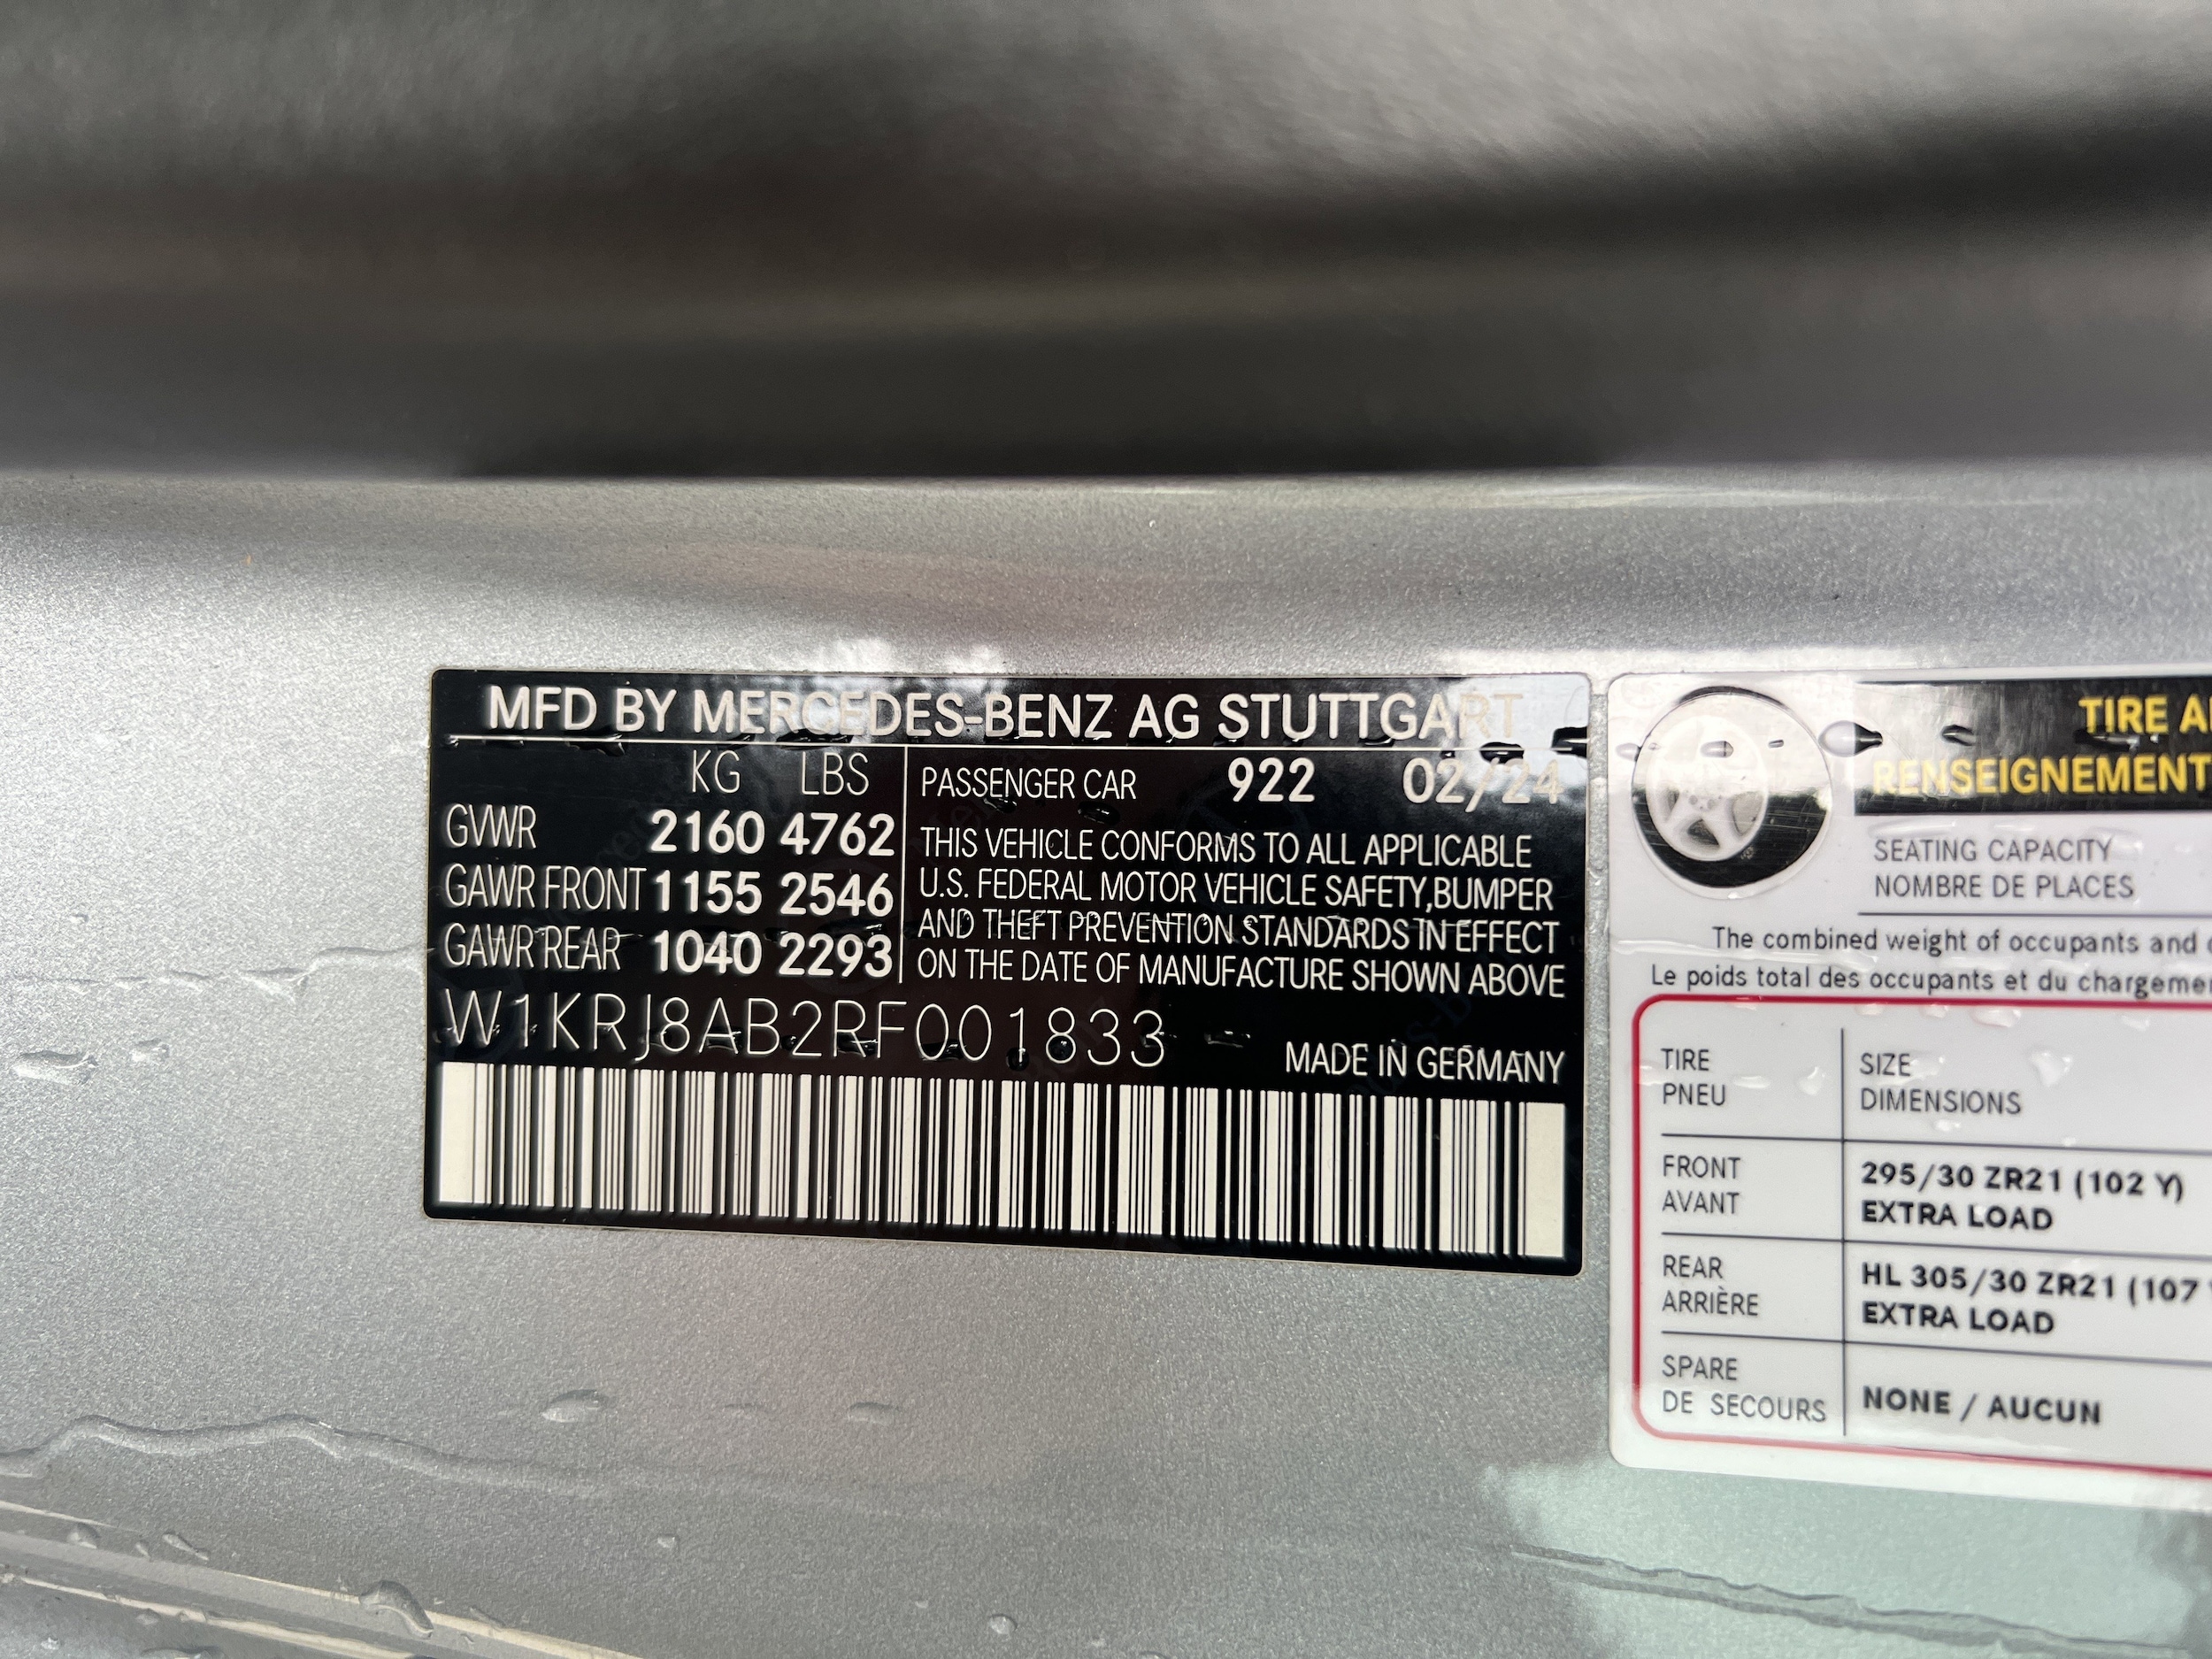 MFD BY MERCEDES-BENZ AG STUTTGART
KG LBS
GVWR 2160 4762
GAWR FRONT 1155 2546
GAWR REAR 1040 2293
PASSENGER CAR 922 02/24
THIS VEHICLE CONFORMS TO ALL APPLICABLE
U.S. FEDERAL MOTOR VEHICLE SAFETY,BUMPER
AND THEFT PREVENTION STANDARDS IN EFFECT
ON THE DATE OF MANUFACTURE SHOWN ABOVE
W1KRJ8AB2RF001833
MADE IN GERMANY
TIRE A
RENSEIGNEMENT
SEATING CAPACITY
NOMBRE DE PLACES
The combined weight of occupants and
Le poids total des occupants et du chargeme
TIRE SIZE
PNEU DIMENSIONS
FRONT 295/30 ZR21 (102 Y)
AVANT EXTRA LOAD
REAR HL 305/30 ZR21 (107
ARRIÈRE EXTRA LOAD
SPARE
DE SECOURS NONE / AUCUN